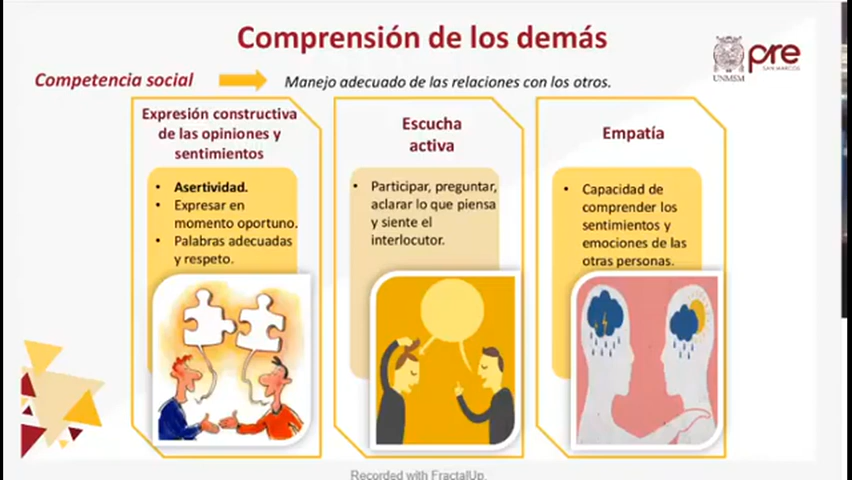 Comprensión de los demás
UNMSM
pre
SAN MARCOS
Competencia social
Manejo adecuado de las relaciones con los otros.
Expresión constructiva
de las opiniones y
sentimientos
• Asertividad.
• Expresar en
momento oportuno.
• Palabras adecuadas
y respeto.
Escucha
activa
• Participar, preguntar,
aclarar lo que piensa
y siente el
interlocutor.
Empatía
• Capacidad de
comprender los
sentimientos y
emociones de las
otras personas.
Recorded with FractalUp.